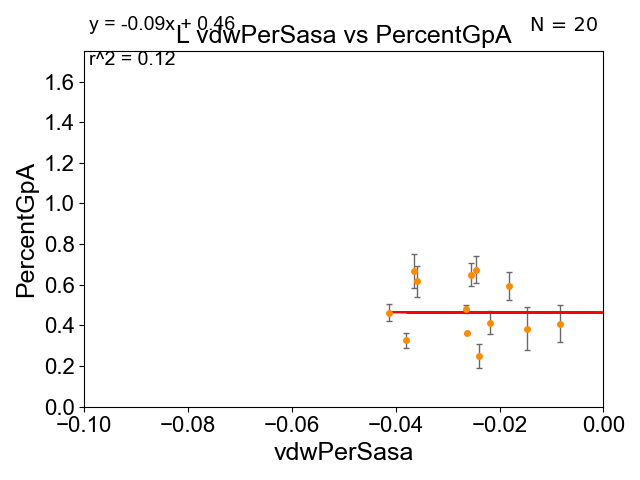 y = -0.09x + 0.46
N = 20
L vdwPerSasa vs PercentGpA
r^2 = 0.12
1.6
1.4
1.2
1.0
0.8
0.6
0.4
0.2
0.0
PercentGpA
−0.10 −0.08 −0.06 −0.04 −0.02 0.00
vdwPerSasa